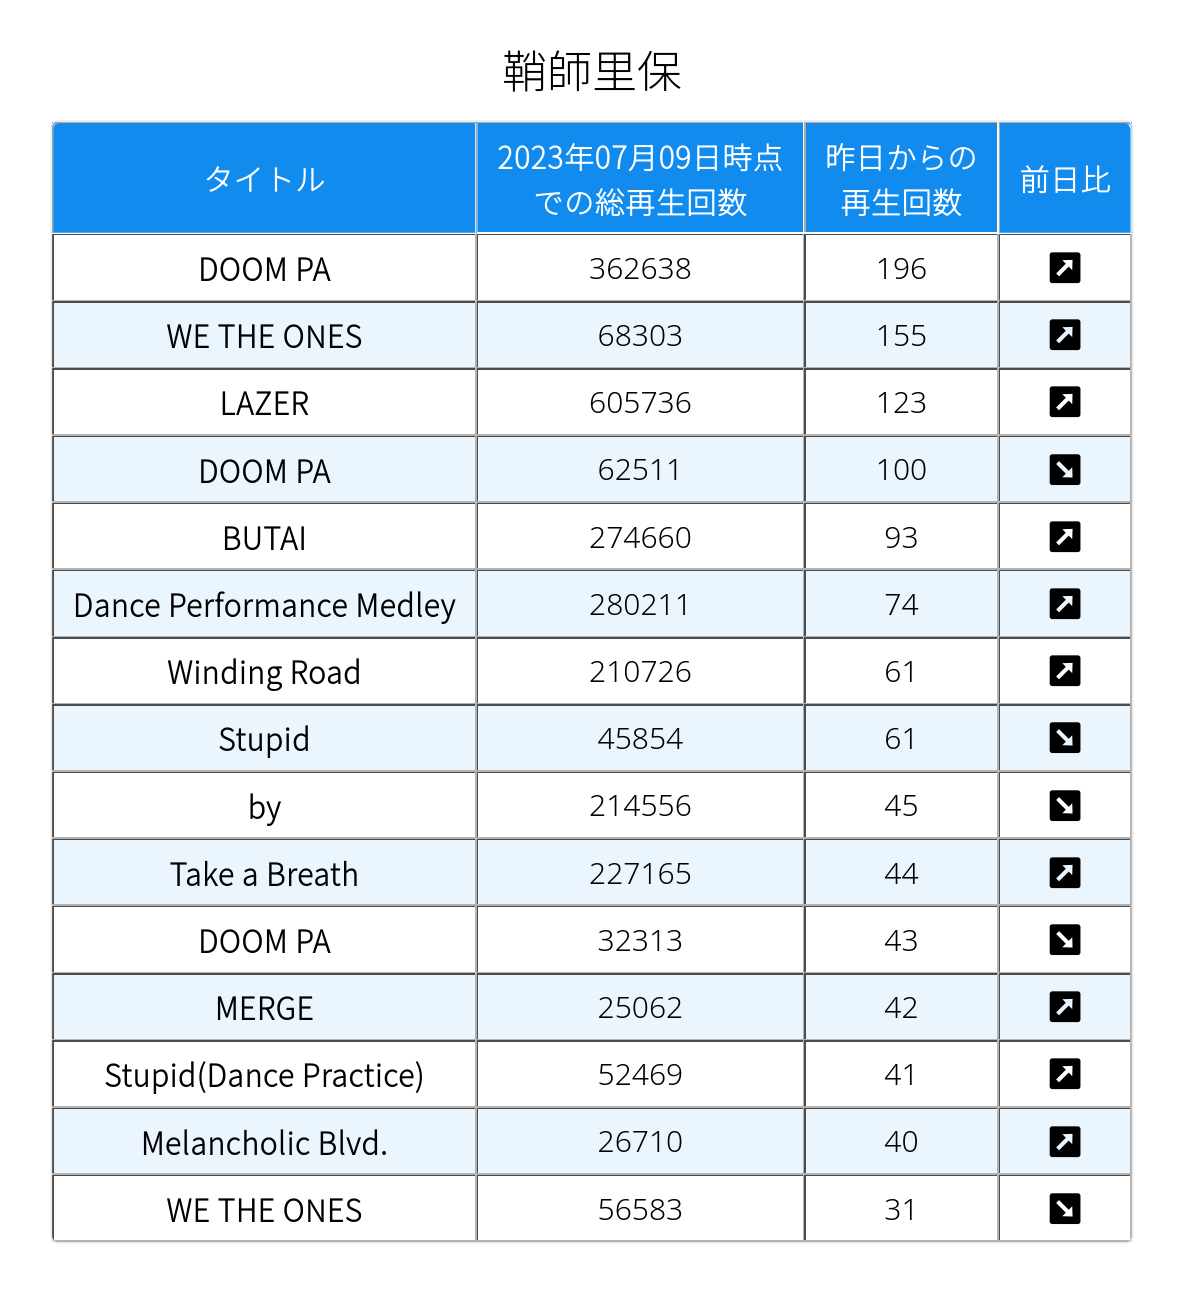 鞘師里保
タイトル 2023年07月09日時点での総再生回数 昨日からの再生回数 前日比
DOOM PA 362638 196 ↗
WE THE ONES 68303 155 ↗
LAZER 605736 123 ↗
DOOM PA 62511 100 ↘
BUTAI 274660 93 ↗
Dance Performance Medley 280211 74 ↗
Winding Road 210726 61 ↗
Stupid 45854 61 ↘
by 214556 45 ↘
Take a Breath 227165 44 ↗
DOOM PA 32313 43 ↘
MERGE 25062 42 ↗
Stupid(Dance Practice) 52469 41 ↗
Melancholic Blvd. 26710 40 ↗
WE THE ONES 56583 31 ↘